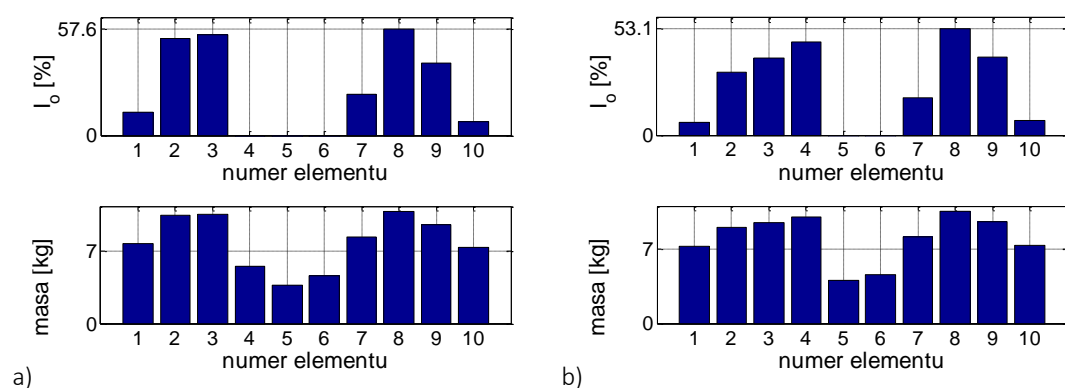 57.6
I_o [%]
0
1 2 3 4 5 6 7 8 9 10
numer elementu
7
masa [kg]
0
1 2 3 4 5 6 7 8 9 10
numer elementu
a)
53.1
I_o [%]
0
1 2 3 4 5 6 7 8 9 10
numer elementu
7
masa [kg]
0
1 2 3 4 5 6 7 8 9 10
numer elementu
b)